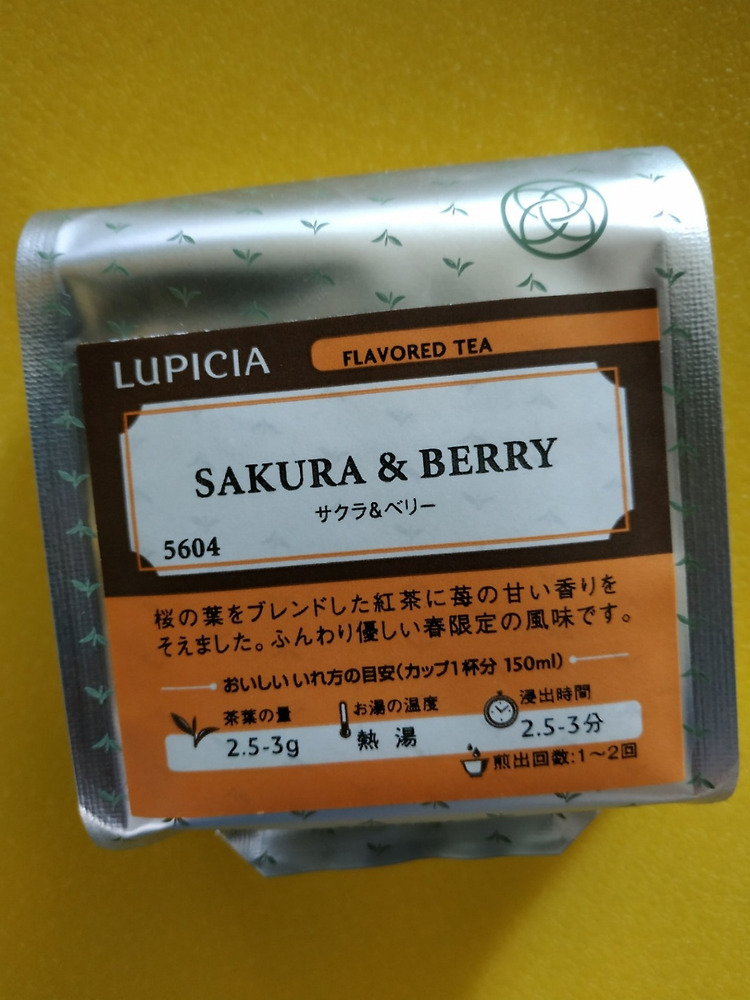 LUPICIA
FLAVORED TEA
SAKURA & BERRY
サクラ&ベリー
5604
桜の葉をブレンドした紅茶に苺の甘い香りを
そえました。ふんわり優しい春限定の風味です。
おいしいいれ方の目安(カップ1杯分 150ml)
茶葉の量
2.5-3g
お湯の温度
熱湯
浸出時間
2.5-3分
煎出回数:1〜2回